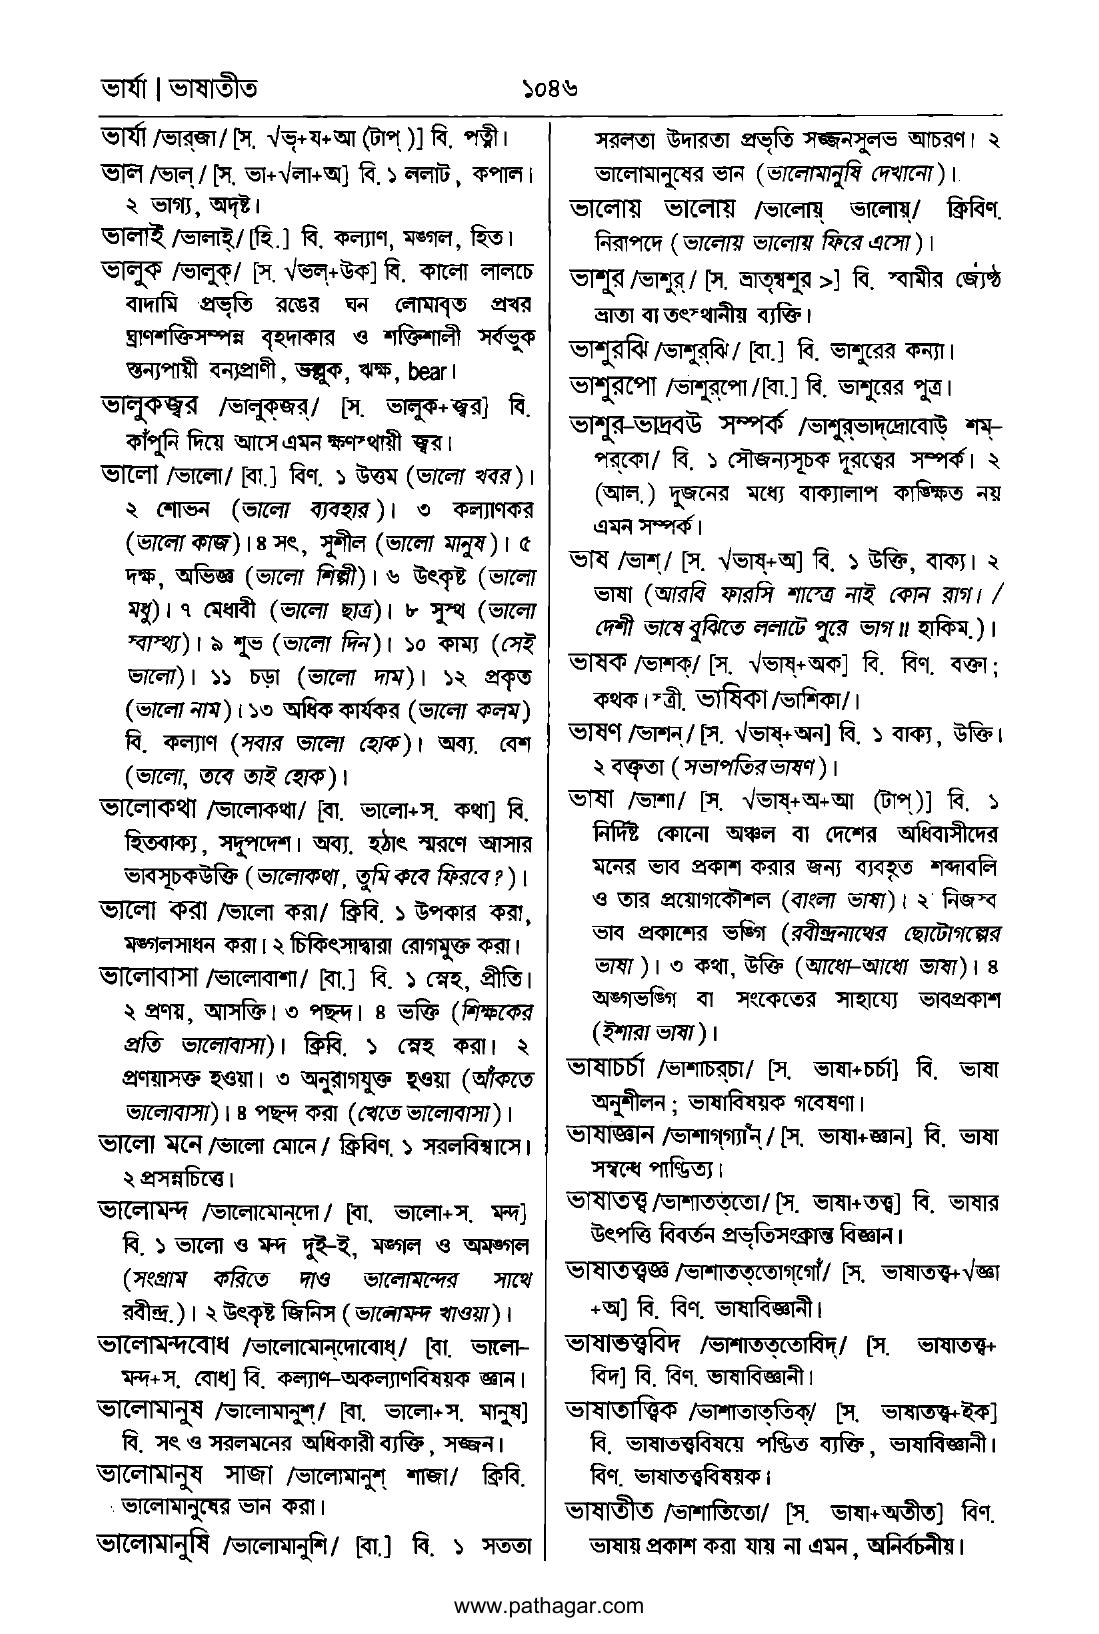 ভার্যা | ভাষাতীত
১০৪৬
ভার্যা /ভার্‌জা/ [স. √ভৃ+য+আ (টাপ্‌)] বি. পত্নী।
ভাল /ভাল্‌/ [স. ভা+√লা+অ] বি. ১ ললাট, কপাল।
২ ভাগ্য, অদৃষ্ট।
ভালাই /ভালাই্‌/ [হি.] বি. কল্যাণ, মঙ্গল, হিত।
ভালুক /ভালুক্‌/ [স. √ভল্‌+উক] বি. কালো লালচে
বাদামি প্রভৃতি রঙের ঘন লোমাবৃত প্রখর
ঘ্রাণশক্তিসম্পন্ন বৃহদাকার ও শক্তিশালী সর্বভুক
স্তন্যপায়ী বন্যপ্রাণী, ভল্লুক, ঋক্ষ, bear।
ভালুকজ্বর /ভালুক্‌জর্‌/ [স. ভালুক+জ্বর] বি.
কাঁপুনি দিয়ে আসে এমন ক্ষণস্থায়ী জ্বর।
ভালো /ভালো/ [বা.] বিণ. ১ উত্তম (ভালো খবর)।
২ শোভন (ভালো ব্যবহার)। ৩ কল্যাণকর
(ভালো কাজ)। ৪ সৎ, সুশীল (ভালো মানুষ)। ৫
দক্ষ, অভিজ্ঞ (ভালো শিল্পী)। ৬ উৎকৃষ্ট (ভালো
মধু)। ৭ মেধাবী (ভালো ছাত্র)। ৮ সুস্থ (ভালো
স্বাস্থ্য)। ৯ শুভ (ভালো দিন)। ১০ কাম্য (সেই
ভালো)। ১১ চড়া (ভালো দাম)। ১২ প্রকৃত
(ভালো নাম)। ১৩ অধিক কার্যকর (ভালো কলম)
বি. কল্যাণ (সবার ভালো হোক)। অব্য. বেশ
(ভালো, তবে তাই হোক)।
ভালোকথা /ভালোকথা/ [বা. ভালো+স. কথা] বি.
হিতবাক্য, সদুপদেশ। অব্য. হঠাৎ স্মরণে আসার
ভাবসূচকউক্তি (ভালোকথা, তুমি কবে ফিরবে?)।
ভালো করা /ভালো করা/ ক্রিবি. ১ উপকার করা,
মঙ্গলসাধন করা। ২ চিকিৎসাদ্বারা রোগমুক্ত করা।
ভালোবাসা /ভালোবাশা/ [বা.] বি. ১ স্নেহ, প্রীতি।
২ প্রণয়, আসক্তি। ৩ পছন্দ। ৪ ভক্তি (শিক্ষকের
প্রতি ভালোবাসা)। ক্রিবি. ১ স্নেহ করা। ২
প্রণয়াসক্ত হওয়া। ৩ অনুরাগযুক্ত হওয়া (আঁকতে
ভালোবাসা)। ৪ পছন্দ করা (খেতে ভালোবাসা)।
ভালো মনে /ভালো মোনে/ ক্রিবিণ. ১ সরলবিশ্বাসে।
২ প্রসন্নচিত্তে।
ভালোমন্দ /ভালোমোন্‌দো/ [বা. ভালো+স. মন্দ]
বি. ১ ভালো ও মন্দ দুই-ই, মঙ্গল ও অমঙ্গল
(সংগ্রাম করিতে দাও ভালোমন্দের সাথে
রবীন্দ্র.)। ২ উৎকৃষ্ট জিনিস (ভালোমন্দ খাওয়া)।
ভালোমন্দবোধ /ভালোমোন্‌দোবোধ্‌/ [বা. ভালো-
মন্দ+স. বোধ] বি. কল্যাণ-অকল্যাণবিষয়ক জ্ঞান।
ভালোমানুষ /ভালোমানুশ্‌/ [বা. ভালো+স. মানুষ]
বি. সৎ ও সরলমনের অধিকারী ব্যক্তি, সজ্জন।
ভালোমানুষ সাজা /ভালোমানুশ্‌ শাজা/ ক্রিবি.
ভালোমানুষের ভান করা।
ভালোমানুষি /ভালোমানুশি/ [বা.] বি. ১ সততা
সরলতা উদারতা প্রভৃতি সজ্জনসুলভ আচরণ। ২
ভালোমানুষের ভান (ভালোমানুষি দেখানো)।
ভালোয় ভালোয় /ভালোয়্‌ ভালোয়্‌/ ক্রিবিণ.
নিরাপদে (ভালোয় ভালোয় ফিরে এসো)।
ভাশুর /ভাশুর্‌/ [স. ভ্রাতৃশ্বশুর >] বি. স্বামীর জ্যেষ্ঠ
ভ্রাতা বা তৎস্থানীয় ব্যক্তি।
ভাশুরঝি /ভাশুর্‌ঝি/ [বা.] বি. ভাশুরের কন্যা।
ভাশুরপো /ভাশুর্‌পো/ [বা.] বি. ভাশুরের পুত্র।
ভাশুর-ভাদ্রবউ সম্পর্ক /ভাশুর্‌ভাদ্‌দ্রোবোউ্‌ শম্‌-
পর্‌কো/ বি. ১ সৌজন্যসূচক দূরত্বের সম্পর্ক। ২
(আল.) দুজনের মধ্যে বাক্যালাপ কাঙ্ক্ষিত নয়
এমন সম্পর্ক।
ভাষ /ভাশ্‌/ [স. √ভাষ্‌+অ] বি. ১ উক্তি, বাক্য। ২
ভাষা (আরবি ফারসি শাস্ত্রে নাই কোন রাগ। /
দেশী ভাষে বুঝিতে ললাটে পুরে ভাগ॥ হাকিম.)।
ভাষক /ভাশক্‌/ [স. √ভাষ্‌+অক] বি. বিণ. বক্তা;
কথক। স্ত্রী. ভাষিকা /ভাশিকা/।
ভাষণ /ভাশন্‌/ [স. √ভাষ্‌+অন] বি. ১ বাক্য, উক্তি।
২ বক্তৃতা (সভাপতির ভাষণ)।
ভাষা /ভাশা/ [স. √ভাষ্‌+অ+আ (টাপ্‌)] বি. ১
নির্দিষ্ট কোনো অঞ্চল বা দেশের অধিবাসীদের
মনের ভাব প্রকাশ করার জন্য ব্যবহৃত শব্দাবলি
ও তার প্রয়োগকৌশল (বাংলা ভাষা)। ২ নিজস্ব
ভাব প্রকাশের ভঙ্গি (রবীন্দ্রনাথের ছোটোগল্পের
ভাষা)। ৩ কথা, উক্তি (আধো-আধো ভাষা)। ৪
অঙ্গভঙ্গি বা সংকেতের সাহায্যে ভাবপ্রকাশ
(ইশারা ভাষা)।
ভাষাচর্চা /ভাশাচর্‌চা/ [স. ভাষা+চর্চা] বি. ভাষা
অনুশীলন; ভাষাবিষয়ক গবেষণা।
ভাষাজ্ঞান /ভাশাগ্‌গ্যাঁন্‌/ [স. ভাষা+জ্ঞান] বি. ভাষা
সম্বন্ধে পাণ্ডিত্য।
ভাষাতত্ত্ব /ভাশাতত্‌তো/ [স. ভাষা+তত্ত্ব] বি. ভাষার
উৎপত্তি বিবর্তন প্রভৃতিসংক্রান্ত বিজ্ঞান।
ভাষাতত্ত্বজ্ঞ /ভাশাতত্‌তোগ্‌গোঁ/ [স. ভাষাতত্ত্ব+√জ্ঞা
+অ] বি. বিণ. ভাষাবিজ্ঞানী।
ভাষাতত্ত্ববিদ /ভাশাতত্‌তোবিদ্‌/ [স. ভাষাতত্ত্ব+
বিদ] বি. বিণ. ভাষাবিজ্ঞানী।
ভাষাতাত্ত্বিক /ভাশাতাত্‌তিক্‌/ [স. ভাষাতত্ত্ব+ইক]
বি. ভাষাতত্ত্ববিষয়ে পণ্ডিত ব্যক্তি, ভাষাবিজ্ঞানী।
বিণ. ভাষাতত্ত্ববিষয়ক।
ভাষাতীত /ভাশাতিতো/ [স. ভাষা+অতীত] বিণ.
ভাষায় প্রকাশ করা যায় না এমন, অনির্বচনীয়।
www.pathagar.com